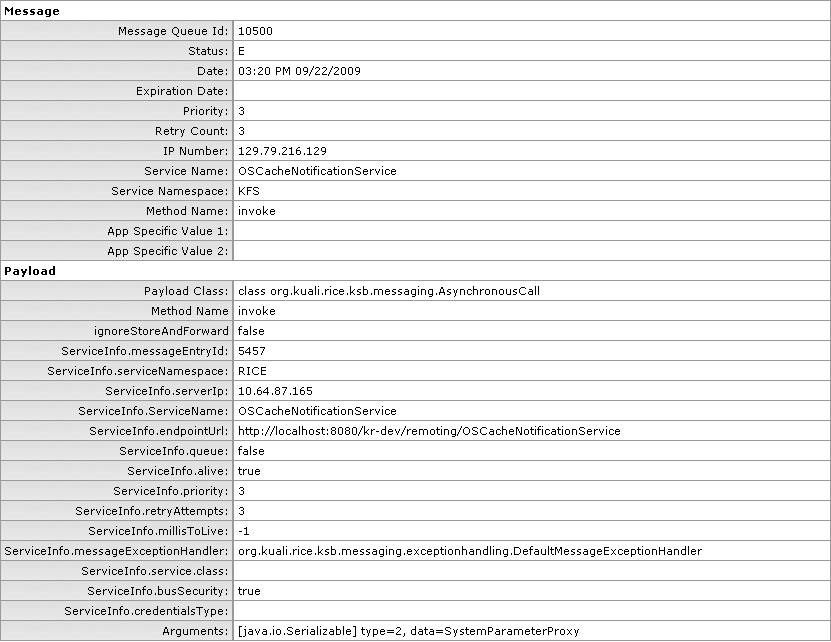 Message
Message Queue Id: 10500
Status: E
Date: 03:20 PM 09/22/2009
Expiration Date:
Priority: 3
Retry Count: 3
IP Number: 129.79.216.129
Service Name: OSCacheNotificationService
Service Namespace: KFS
Method Name: invoke
App Specific Value 1:
App Specific Value 2:
Payload
Payload Class: class org.kuali.rice.ksb.messaging.AsynchronousCall
Method Name invoke
ignoreStoreAndForward false
ServiceInfo.messageEntryId: 5457
ServiceInfo.serviceNamespace: RICE
ServiceInfo.serverIp: 10.64.87.165
ServiceInfo.ServiceName: OSCacheNotificationService
ServiceInfo.endpointUrl: http://localhost:8080/kr-dev/remoting/OSCacheNotificationService
ServiceInfo.queue: false
ServiceInfo.alive: true
ServiceInfo.priority: 3
ServiceInfo.retryAttempts: 3
ServiceInfo.millisToLive: -1
ServiceInfo.messageExceptionHandler: org.kuali.rice.ksb.messaging.exceptionhandling.DefaultMessageExceptionHandler
ServiceInfo.service.class:
ServiceInfo.busSecurity: true
ServiceInfo.credentialsType:
Arguments: [java.io.Serializable] type=2, data=SystemParameterProxy